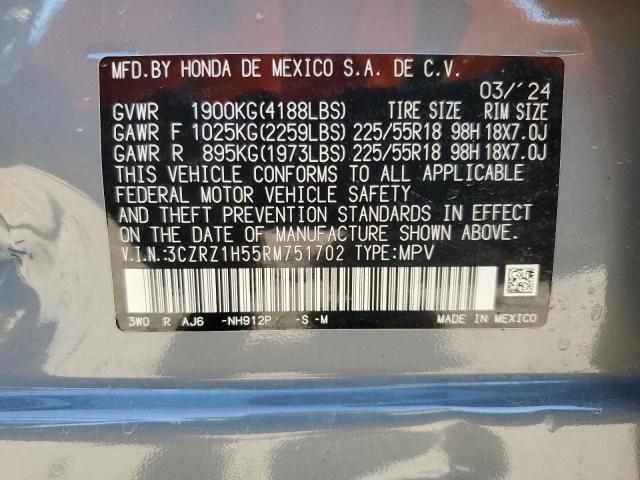 MFD.BY HONDA DE MEXICO S.A. DE C.V.
03/'24
GVWR 1900KG(4188LBS) TIRE SIZE RIM SIZE
GAWR F 1025KG(2259LBS) 225/55R18 98H 18X7.0J
GAWR R 895KG(1973LBS) 225/55R18 98H 18X7.0J
THIS VEHICLE CONFORMS TO ALL APPLICABLE
FEDERAL MOTOR VEHICLE SAFETY
AND THEFT PREVENTION STANDARDS IN EFFECT
ON THE DATE OF MANUFACTURE SHOWN ABOVE.
V.I.N.:3CZRZ1H55RM751702 TYPE:MPV
3W0 R AJ6 -NH912P -S -M MADE IN MEXICO